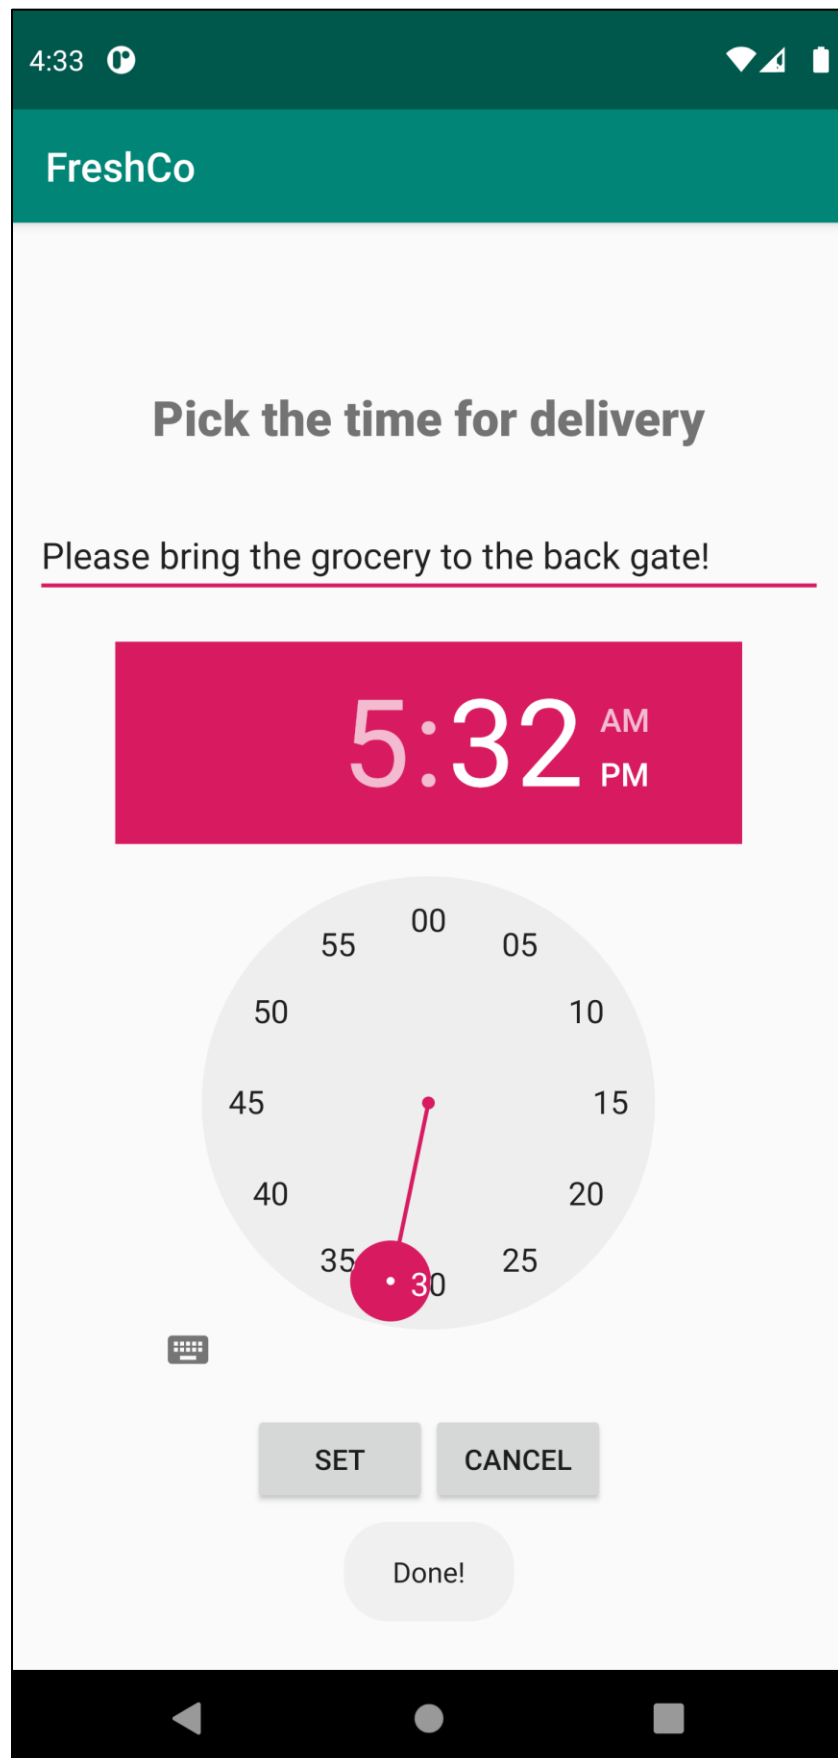 4:33
FreshCo
Pick the time for delivery
Please bring the grocery to the back gate!
5:32 AM
PM
00
55 05
50 10
45 15
40 20
35 25
30
SET CANCEL
Done!